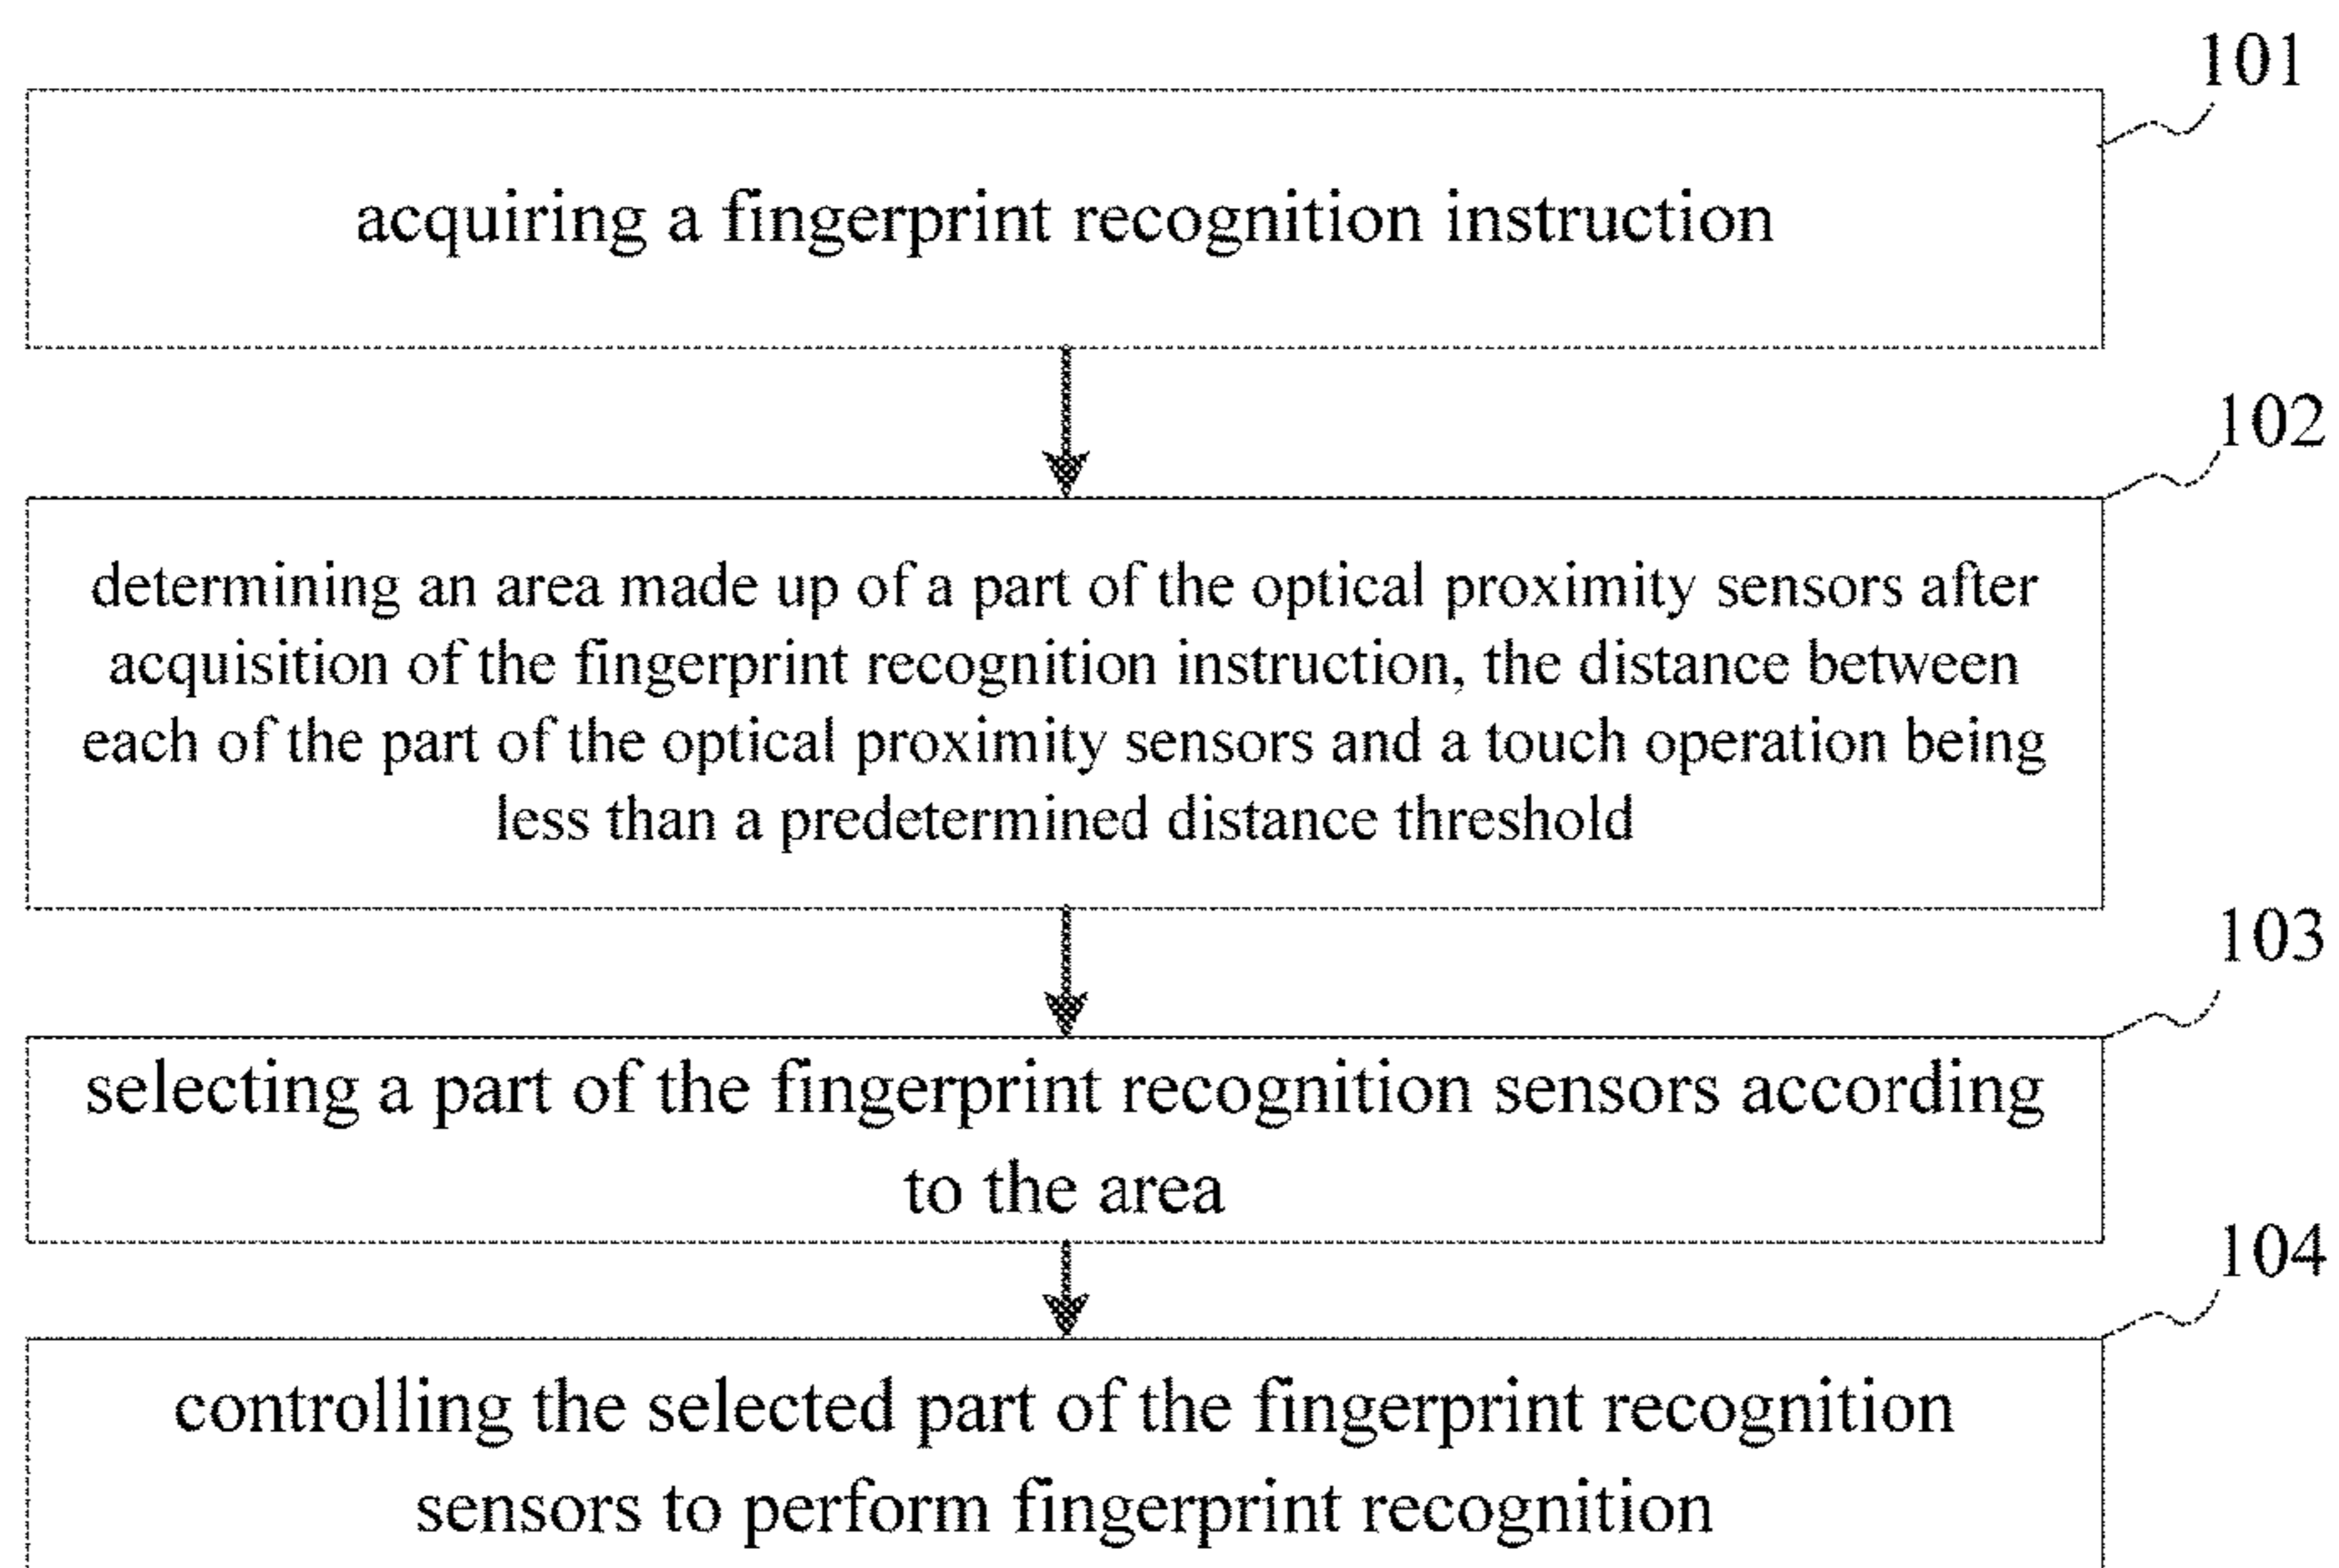 101
acquiring a fingerprint recognition instruction
102
determining an area made up of a part of the optical proximity sensors after
acquisition of the fingerprint recognition instruction, the distance between
each of the part of the optical proximity sensors and a touch operation being
less than a predetermined distance threshold
103
selecting a part of the fingerprint recognition sensors according
to the area
104
controlling the selected part of the fingerprint recognition
sensors to perform fingerprint recognition